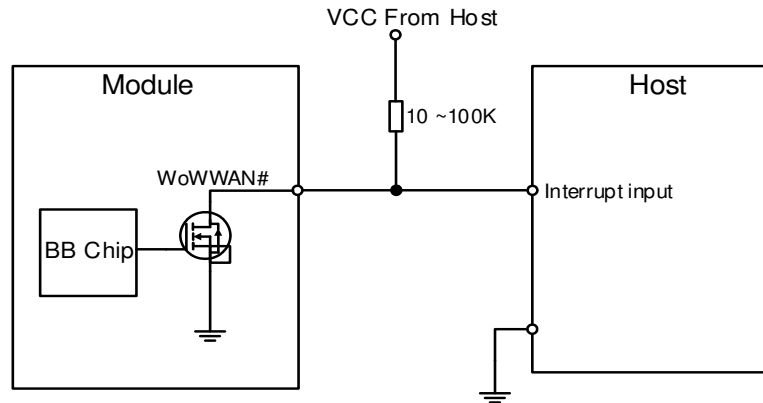 VCC From Host
Module
Host
10 ~100K
WoWWAN#
Interrupt input
BB Chip